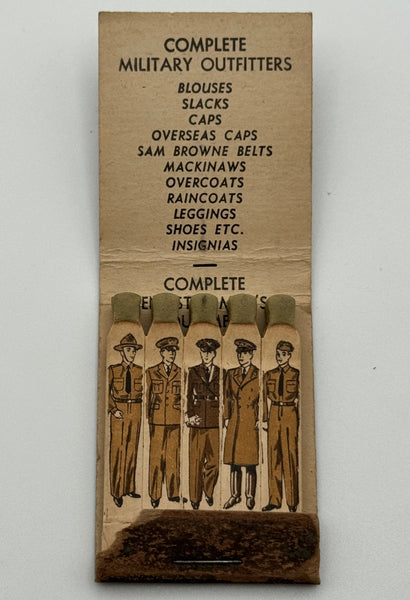 COMPLETE
MILITARY OUTFITTERS
BLOUSES
SLACKS
CAPS
OVERSEAS CAPS
SAM BROWNE BELTS
MACKINAWS
OVERCOATS
RAINCOATS
LEGGINGS
SHOES ETC.
INSIGNIAS
COMPLETE